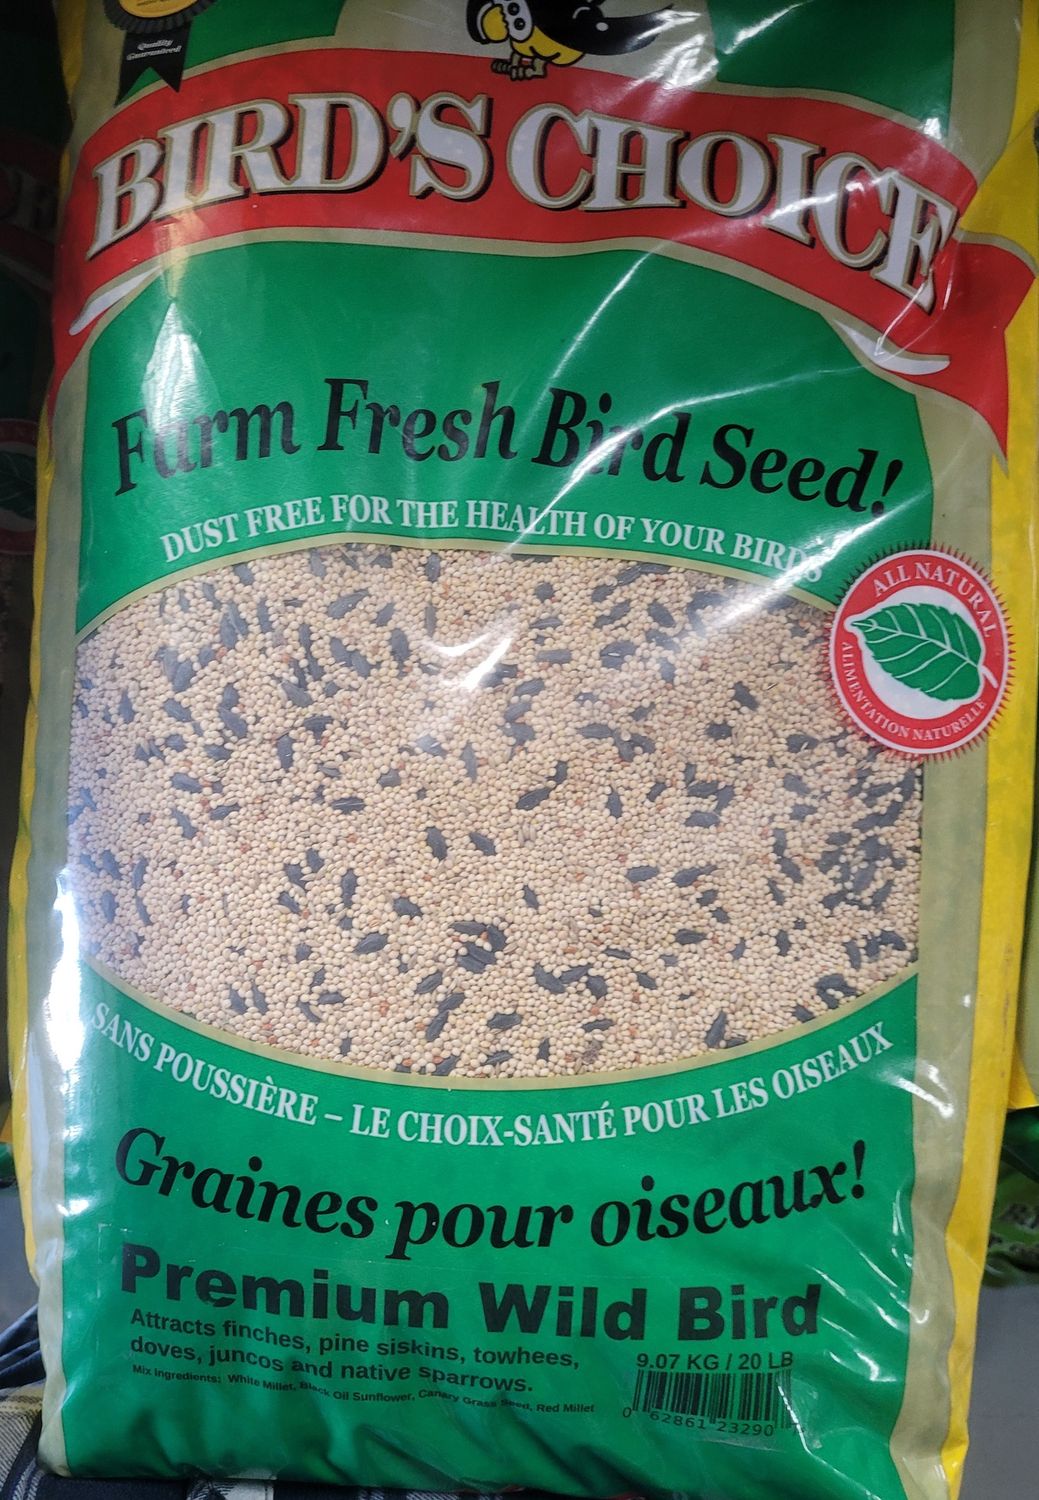 Quality
Guaranteed
BIRD'S CHOICE
Farm Fresh Bird Seed!
DUST FREE FOR THE HEALTH OF YOUR BIRDS
ALL NATURAL
ALIMENTATION NATURELLE
SANS POUSSIÈRE – LE CHOIX-SANTÉ POUR LES OISEAUX
Graines pour oiseaux!
Premium Wild Bird
Attracts finches, pine siskins, towhees,
doves, juncos and native sparrows.
Mix Ingredients: White Millet, Black Oil Sunflower, Canary Grass Seed, Red Millet
9.07 KG / 20 LB
0 62861 23290